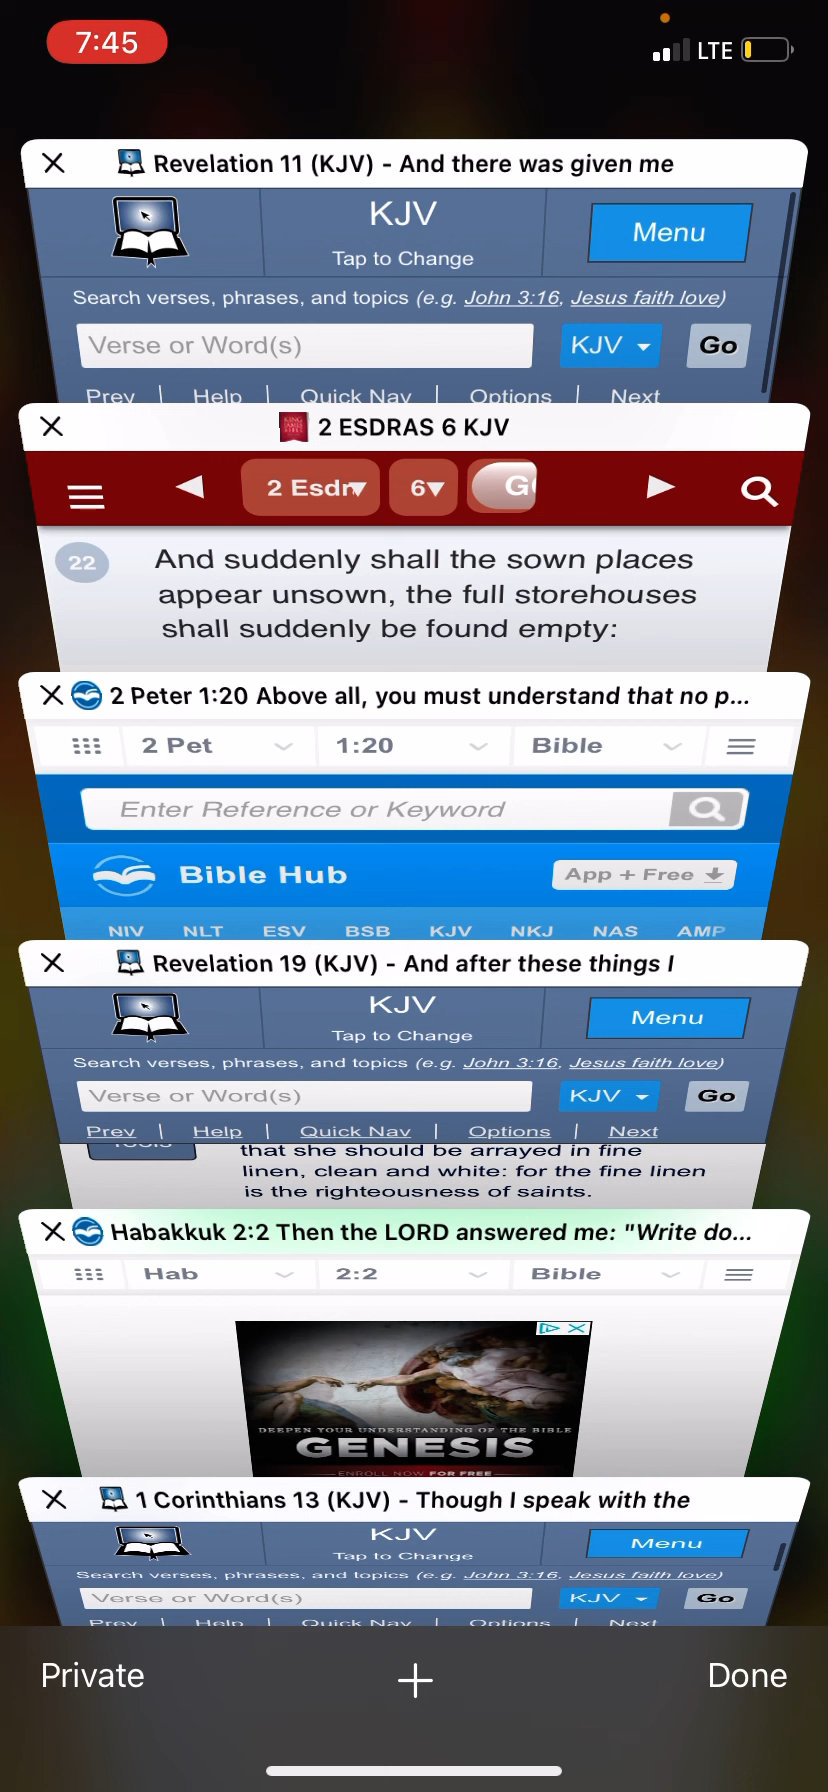 7:45
LTE
Revelation 11 (KJV) - And there was given me
KJV
Tap to Change
Menu
Search verses, phrases, and topics (e.g. John 3:16, Jesus faith love)
Verse or Word(s)
KJV
Go
Prev | Help | Quick Nav | Options | Next
KING JAMES BIBLE
2 ESDRAS 6 KJV
2 Esdr
6
G
22
And suddenly shall the sown places
appear unsown, the full storehouses
shall suddenly be found empty:
2 Peter 1:20 Above all, you must understand that no p...
2 Pet
1:20
Bible
Enter Reference or Keyword
Bible Hub
App + Free
NIV NLT ESV BSB KJV NKJ NAS AMP
Revelation 19 (KJV) - And after these things I
KJV
Tap to Change
Menu
Search verses, phrases, and topics (e.g. John 3:16, Jesus faith love)
Verse or Word(s)
KJV
Go
Prev | Help | Quick Nav | Options | Next
Tools
that she should be arrayed in fine
linen, clean and white: for the fine linen
is the righteousness of saints.
Habakkuk 2:2 Then the LORD answered me: "Write do...
Hab
2:2
Bible
DEEPEN YOUR UNDERSTANDING OF THE BIBLE
GENESIS
ENROLL NOW FOR FREE
1 Corinthians 13 (KJV) - Though I speak with the
KJV
Tap to Change
Menu
Search verses, phrases, and topics (e.g. John 3:16, Jesus faith love)
Verse or Word(s)
KJV
Go
Prev | Help | Quick Nav | Options | Next
Private
Done